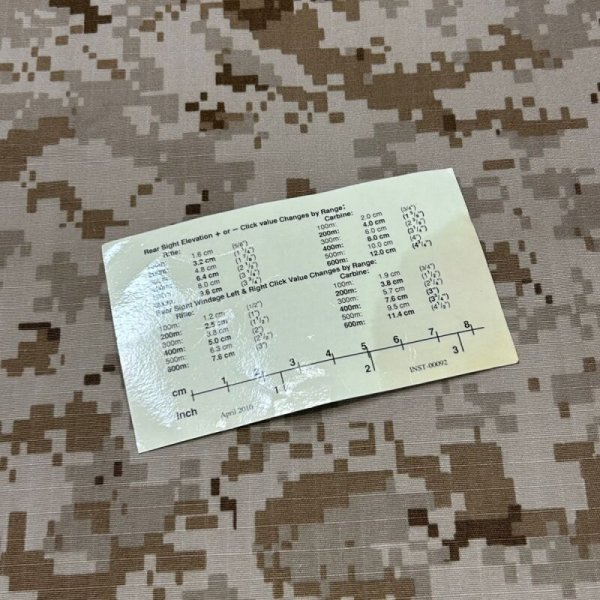 Rear Sight Elevation + or – Click value Changes by Range:
Rifle: Carbine:
1.6 cm (3/4") 100m: 2.0 cm (3/4")
3.2 cm 200m: 4.0 cm
4.8 cm 300m: 6.0 cm
6.4 cm 400m: 8.0 cm
8.0 cm 500m: 10.0 cm
9.6 cm 600m: 12.0 cm
Rear Sight Windage Left & Right Click Value Changes by Range:
Rifle: Carbine:
100m: 1.2 cm (1/2") 100m: 1.9 cm (3/4")
200m: 2.5 cm 200m: 3.8 cm
300m: 3.8 cm 300m: 5.7 cm
400m: 5.0 cm (2") 400m: 7.6 cm (3")
500m: 6.3 cm 500m: 9.5 cm
600m: 7.6 cm (3") 600m: 11.4 cm
cm 1 2 3 4 5 6 7 8
Inch 1 2 3
April 2010 INST-00092